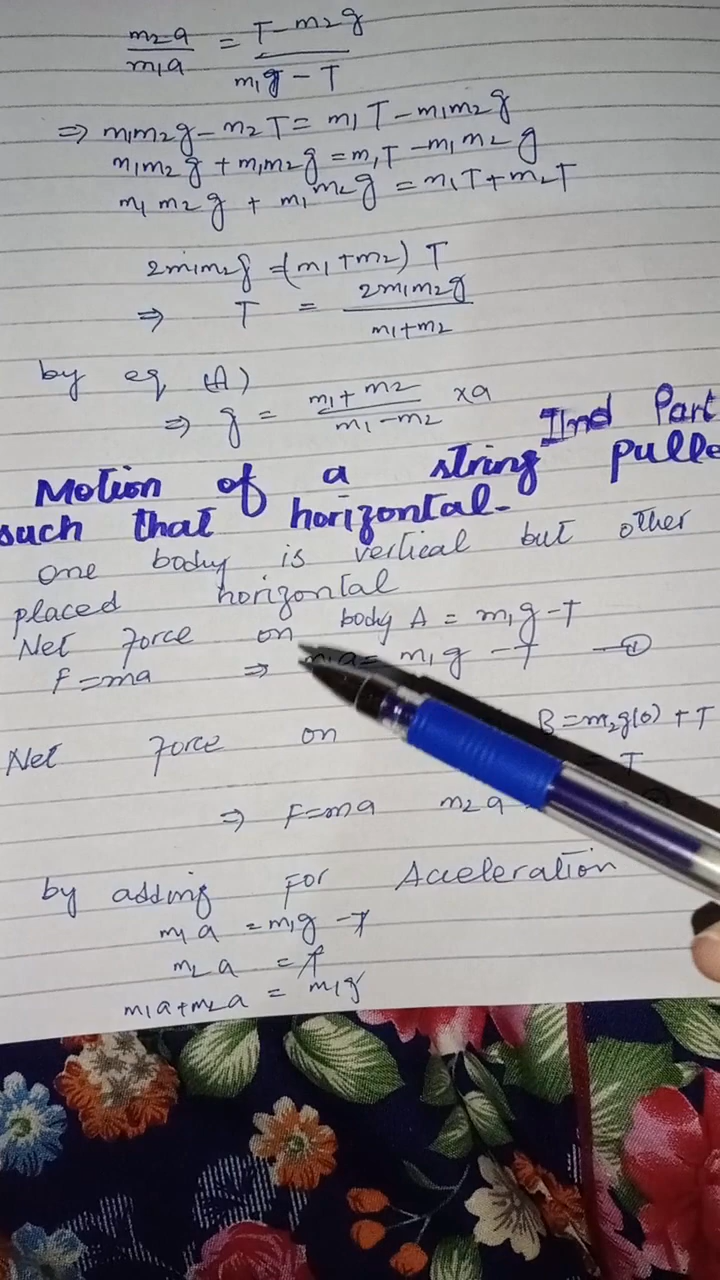 m2a/m1a = T-m2g/m1g-T
⇒ m1m2g-m2T = m1T-m1m2g
m1m2g+m1m2g = m1T-m1m2g
m1m2g + m1m2g = m1T+m2T
2m1m2g =(m1+m2) T
⇒ T = 2m1m2g/m1+m2
by eq (A)
⇒ g = m1+m2/m1-m2 xa
IInd Part
Motion of a string pulle
such that horizontal-
One body is vertical but other
placed horizontal
Net force on body A = m1g-T
F=ma ⇒ m1a= m1g -T —①
Net force on B=m2g(0) + T
= T
⇒ F=ma m2a
by adding For Acceleration
m1a =m1g -T
m2a =T
m1a+m2a = m1g